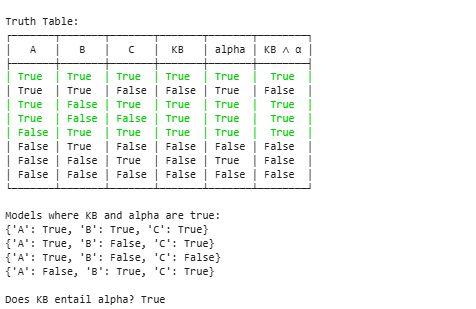 Truth Table:
A B C KB alpha KB ∧ α
True True True True True True
True True False False True False
True False True True True True
True False False True True True
False True True True True True
False True False False False False
False False True False True False
False False False False False False
Models where KB and alpha are true:
{'A': True, 'B': True, 'C': True}
{'A': True, 'B': False, 'C': True}
{'A': True, 'B': False, 'C': False}
{'A': False, 'B': True, 'C': True}
Does KB entail alpha? True